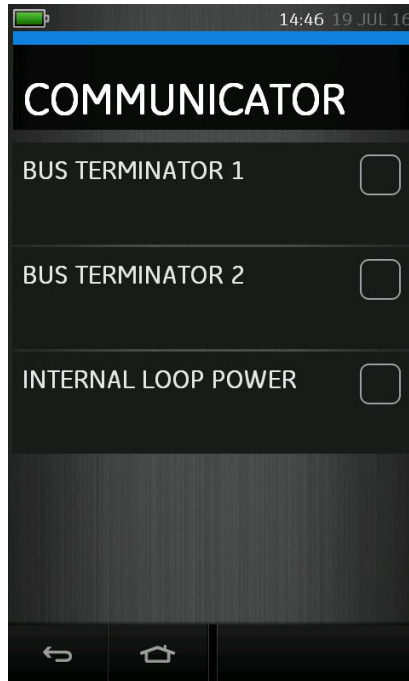 14:46 19 JUL 16
COMMUNICATOR
BUS TERMINATOR 1
BUS TERMINATOR 2
INTERNAL LOOP POWER